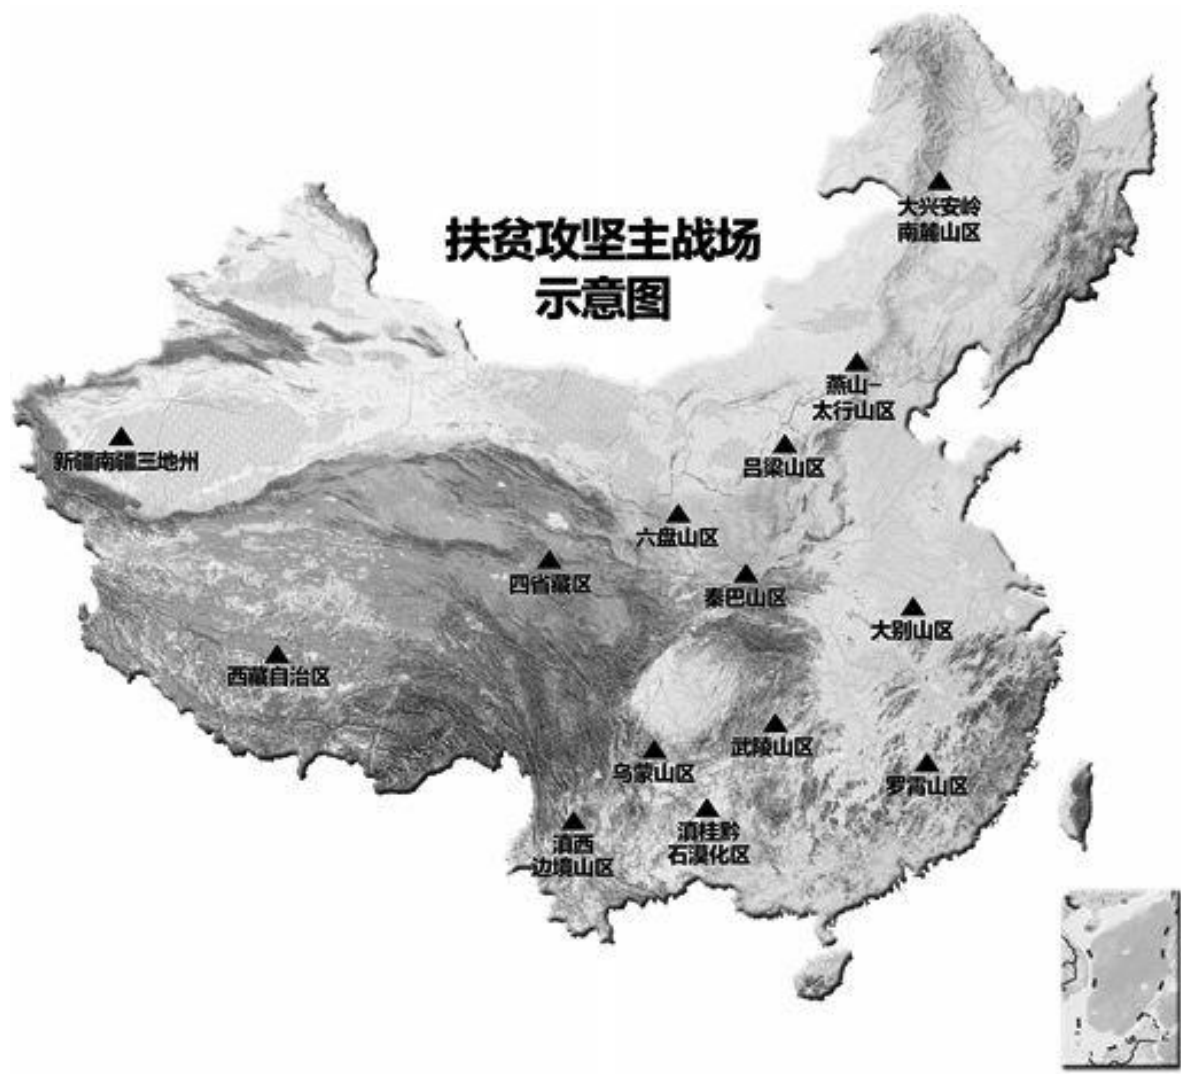 扶贫攻坚主战场
示意图
大兴安岭
南麓山区
燕山-
太行山区
新疆南疆三地州
吕梁山区
六盘山区
四省藏区
秦巴山区
大别山区
西藏自治区
武陵山区
乌蒙山区
罗霄山区
滇西
边境山区
滇桂黔
石漠化区